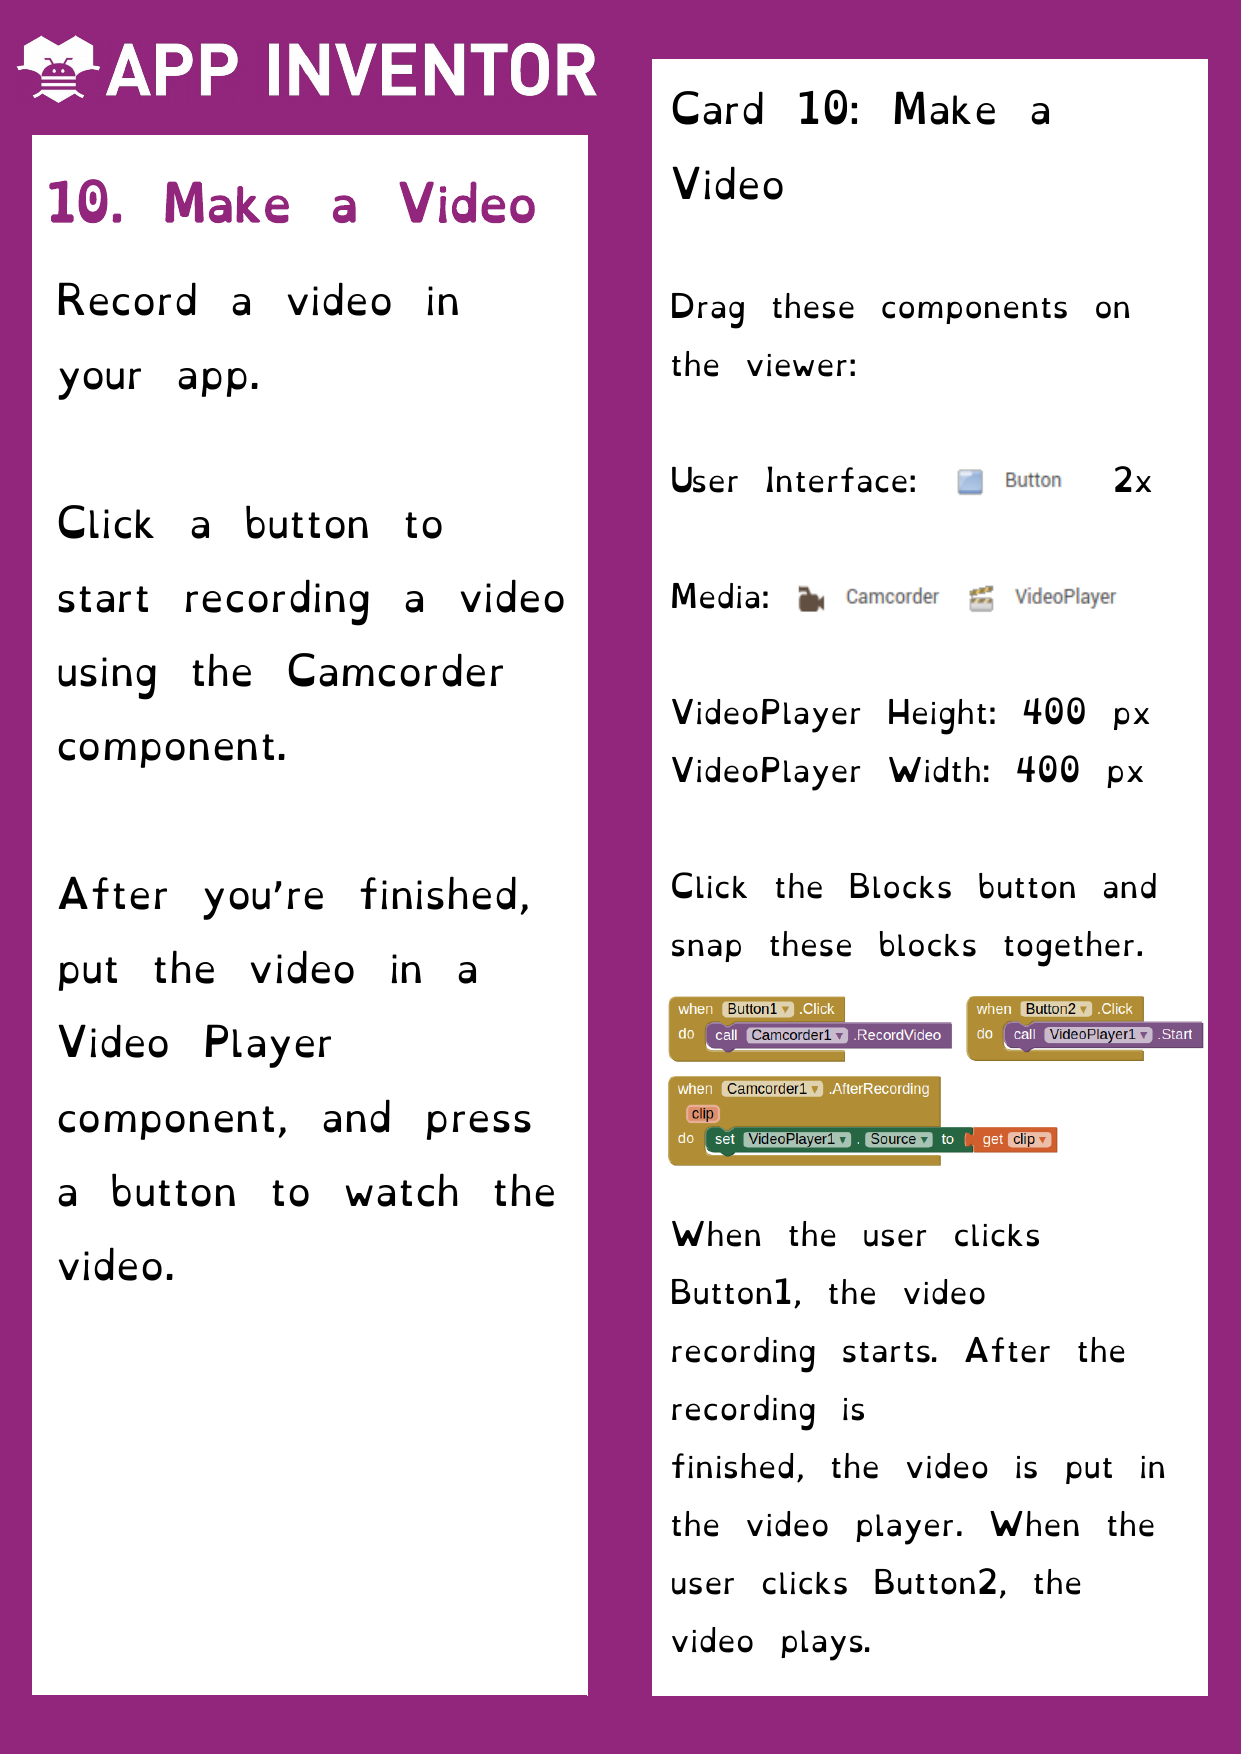 APP INVENTOR
10. Make a Video
Record a video in
your app.
Click a button to
start recording a video
using the Camcorder
component.
After you're finished,
put the video in a
Video Player
component, and press
a button to watch the
video.
Card 10: Make a
Video
Drag these components on
the viewer:
User Interface: Button 2x
Media: Camcorder VideoPlayer
VideoPlayer Height: 400 px
VideoPlayer Width: 400 px
Click the Blocks button and
snap these blocks together.
when Button1 .Click
do call Camcorder1 .RecordVideo
when Button2 .Click
do call VideoPlayer1 .Start
when Camcorder1 .AfterRecording
clip
do set VideoPlayer1 . Source to get clip
When the user clicks
Button1, the video
recording starts. After the
recording is
finished, the video is put in
the video player. When the
user clicks Button2, the
video plays.